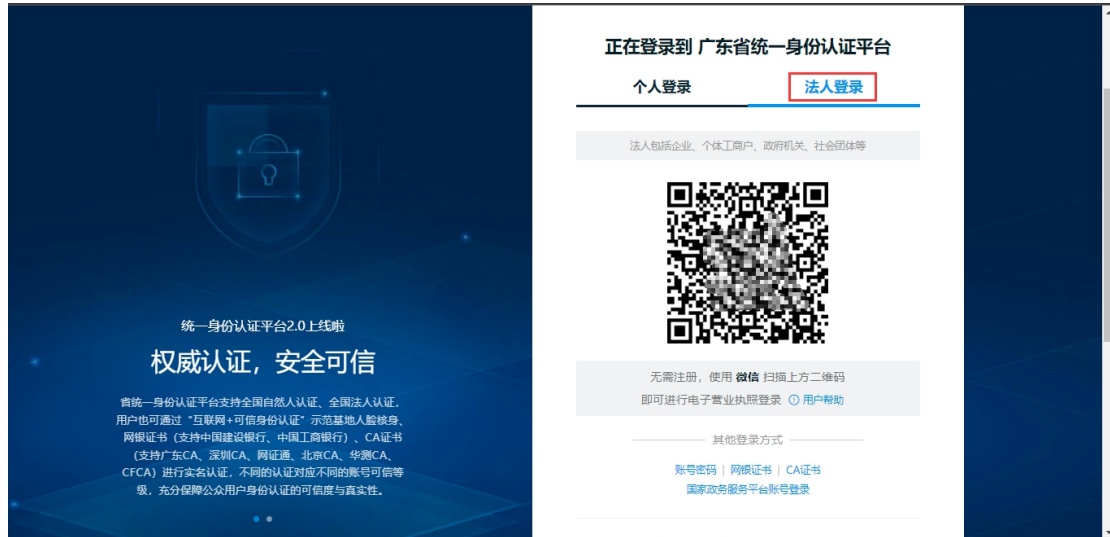 统一身份认证平台2.0上线啦
权威认证，安全可信
省统一身份认证平台支持全国自然人认证、全国法人认证，
用户也可通过“互联网+可信身份认证”示范基地人脸核身、
网银证书（支持中国建设银行、中国工商银行）、CA证书
（支持广东CA、深圳CA、网证通、北京CA、华测CA、
CFCA）进行实名认证，不同的认证对应不同的账号可信等
级，充分保障公众用户身份认证的可信度与真实性。
正在登录到 广东省统一身份认证平台
个人登录 法人登录
法人包括企业、个体工商户、政府机关、社会团体等
无需注册，使用 微信 扫描上方二维码
即可进行电子营业执照登录 用户帮助
其他登录方式
账号密码 | 网银证书 | CA证书
国家政务服务平台账号登录